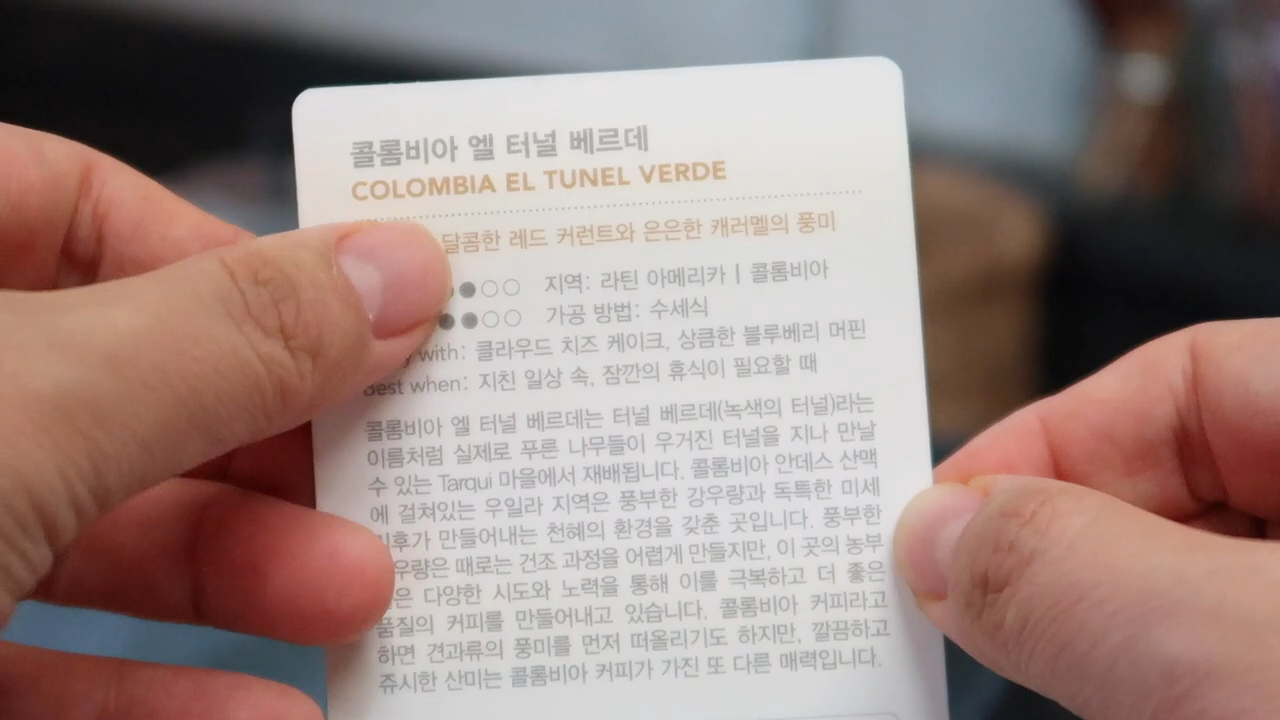 콜롬비아 엘 터널 베르데
COLOMBIA EL TUNEL VERDE
달콤한 레드 커런트와 은은한 캐러멜의 풍미
지역: 라틴 아메리카 | 콜롬비아
가공 방법: 수세식
with: 클라우드 치즈 케이크, 상큼한 블루베리 머핀
Best when: 지친 일상 속, 잠깐의 휴식이 필요할 때
콜롬비아 엘 터널 베르데는 터널 베르데(녹색의 터널)라는
이름처럼 실제로 푸른 나무들이 우거진 터널을 지나 만날
수 있는 Tarqui 마을에서 재배됩니다. 콜롬비아 안데스 산맥
에 걸쳐있는 우일라 지역은 풍부한 강우량과 독특한 미세
만들어내는 천혜의 환경을 갖춘 곳입니다. 풍부한
때로는 건조 과정을 어렵게 만들지만, 이 곳의 농부
다양한 시도와 노력을 통해 이를 극복하고 더 좋은
품질의 커피를 만들어내고 있습니다. 콜롬비아 커피라고
하면 견과류의 풍미를 먼저 떠올리기도 하지만, 깔끔하고
쥬시한 산미는 콜롬비아 커피가 가진 또 다른 매력입니다.